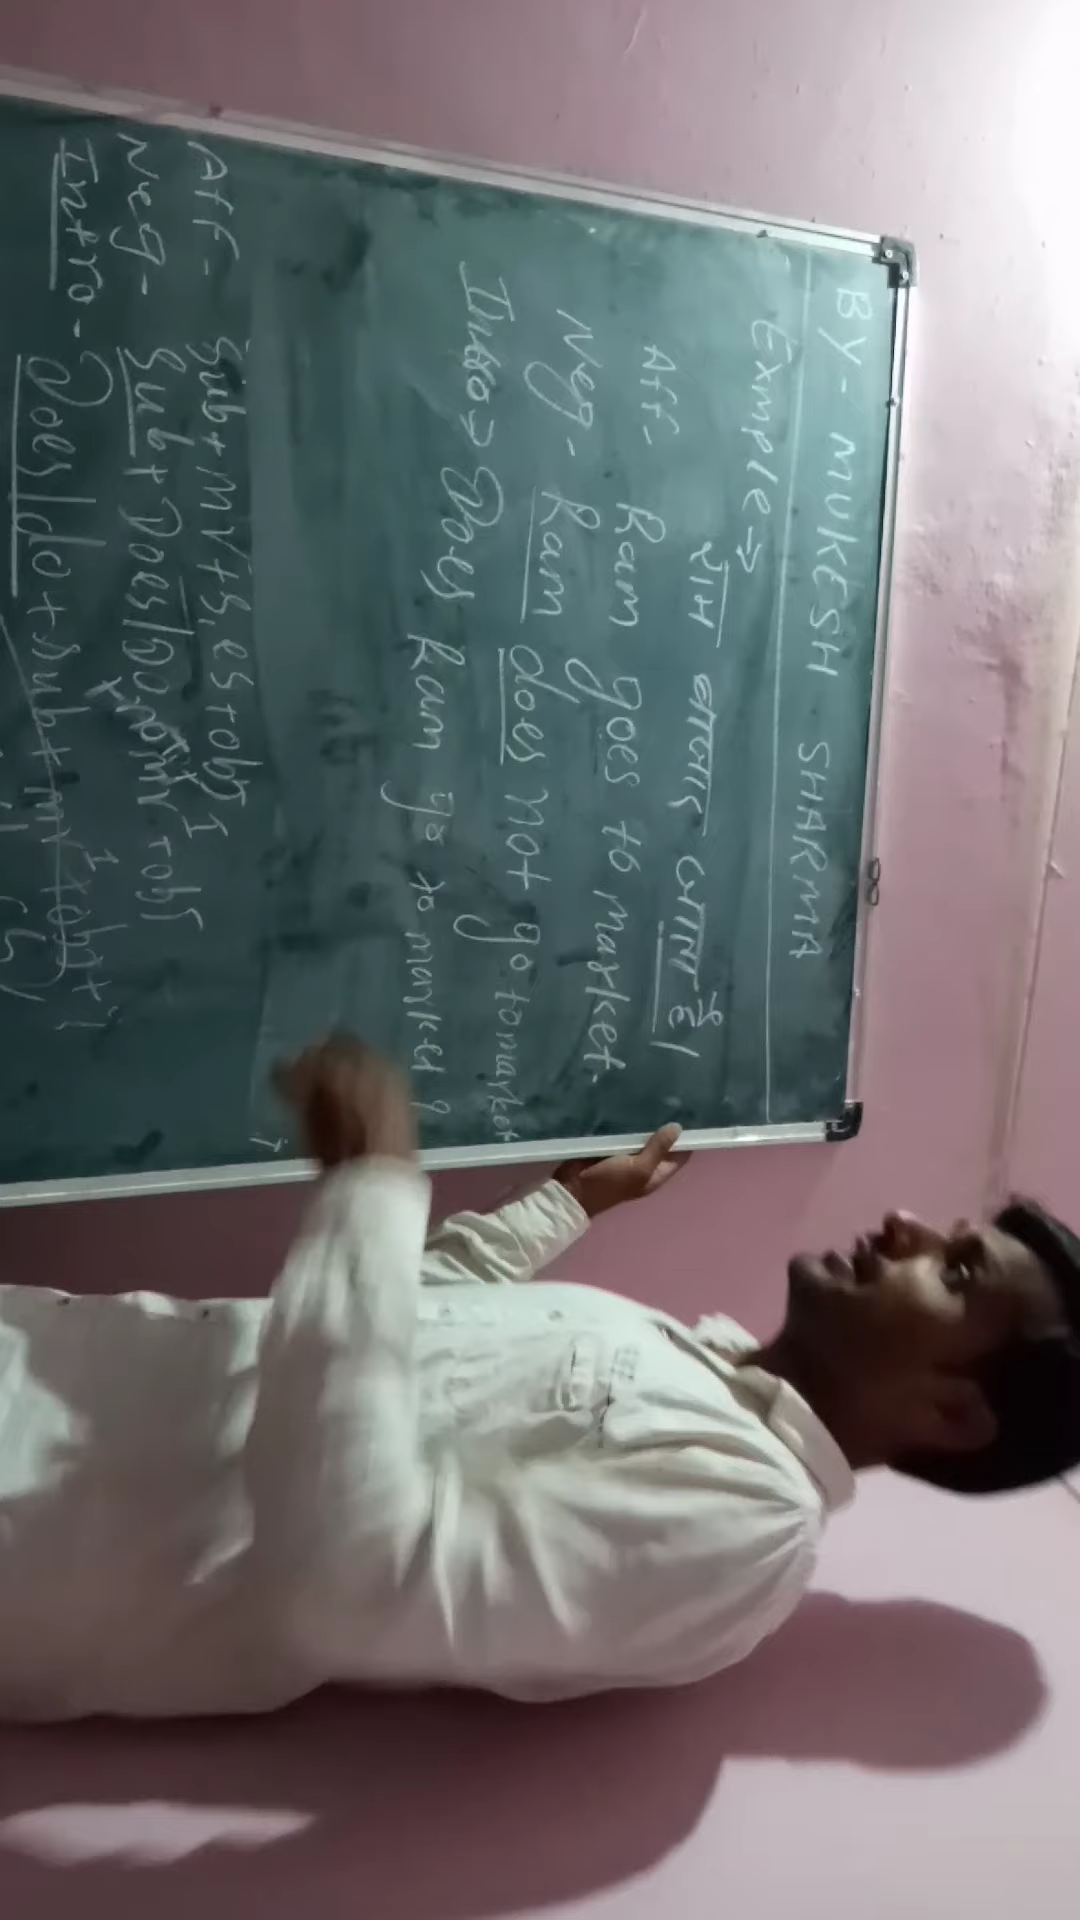 BY-MUKESH SHARMA
Exmple→
राम बाजार जाता है।
Aff- Ram goes to market.
Neg- Ram does not go to market
Intro→ Does Ram go to market?
Aff- Sub+MV+s,es+obj
Neg- Sub+Does/Do+not+MV I+obj
Intro- Does/do+sub+mv I+obj+?